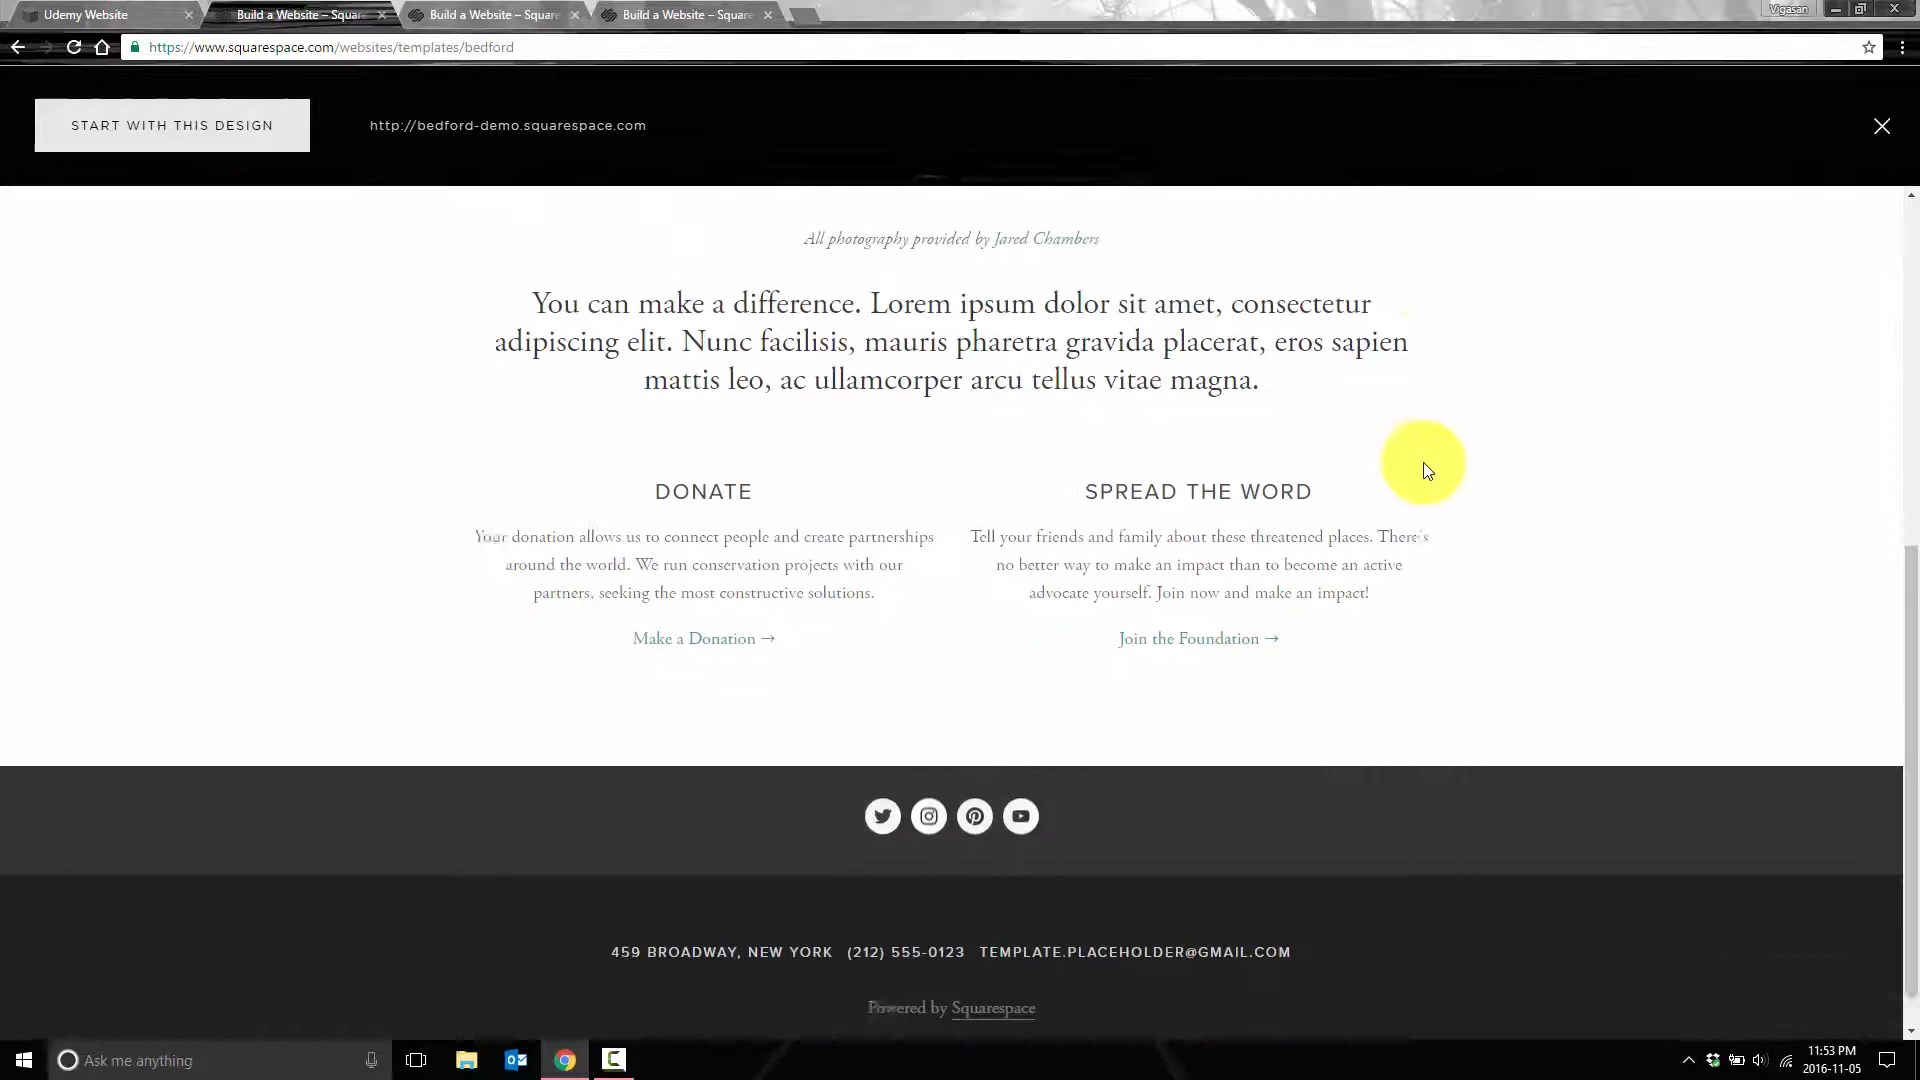 Udemy Website
Build a Website – Squar
Build a Website – Square
Build a Website – Square
Vigasan
https://www.squarespace.com/websites/templates/bedford
START WITH THIS DESIGN
http://bedford-demo.squarespace.com
All photography provided by Jared Chambers
You can make a difference. Lorem ipsum dolor sit amet, consectetur
adipiscing elit. Nunc facilisis, mauris pharetra gravida placerat, eros sapien
mattis leo, ac ullamcorper arcu tellus vitae magna.
DONATE
Your donation allows us to connect people and create partnerships
around the world. We run conservation projects with our
partners, seeking the most constructive solutions.
Make a Donation →
SPREAD THE WORD
Tell your friends and family about these threatened places. There's
no better way to make an impact than to become an active
advocate yourself. Join now and make an impact!
Join the Foundation →
459 BROADWAY, NEW YORK (212) 555-0123 TEMPLATE.PLACEHOLDER@GMAIL.COM
Powered by Squarespace
Ask me anything
11:53 PM
2016-11-05